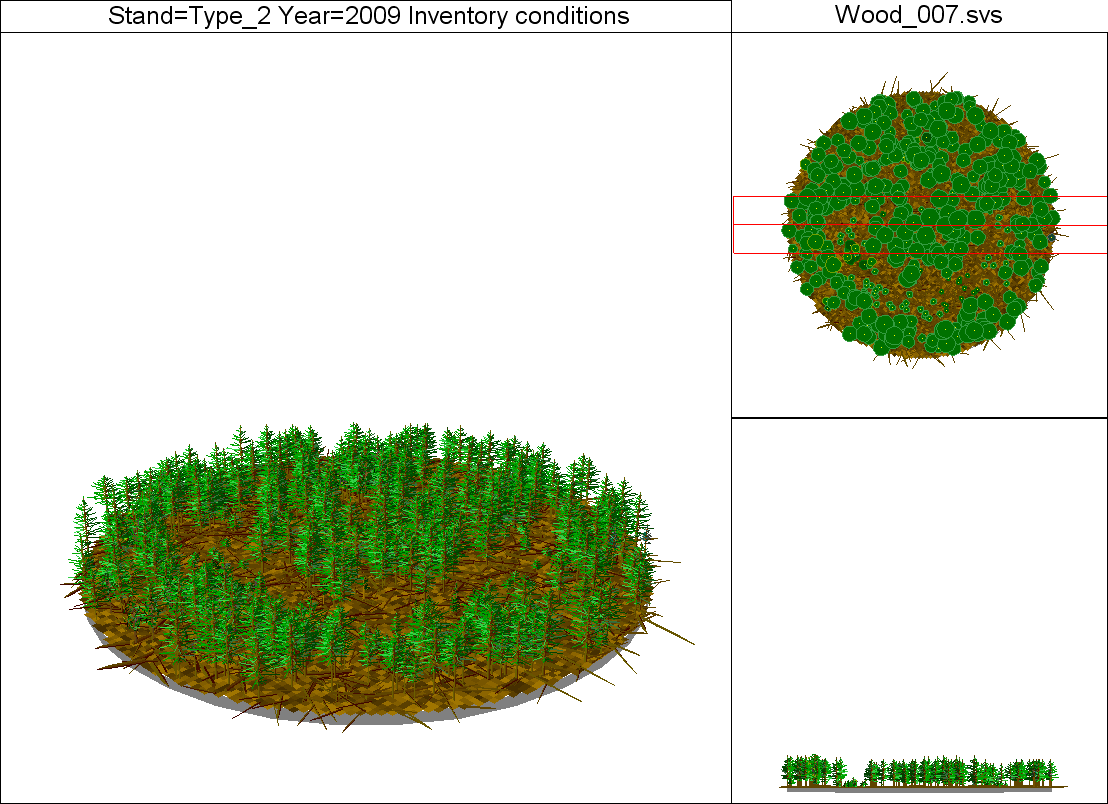 Stand=Type_2 Year=2009 Inventory conditions
Wood_007.svs